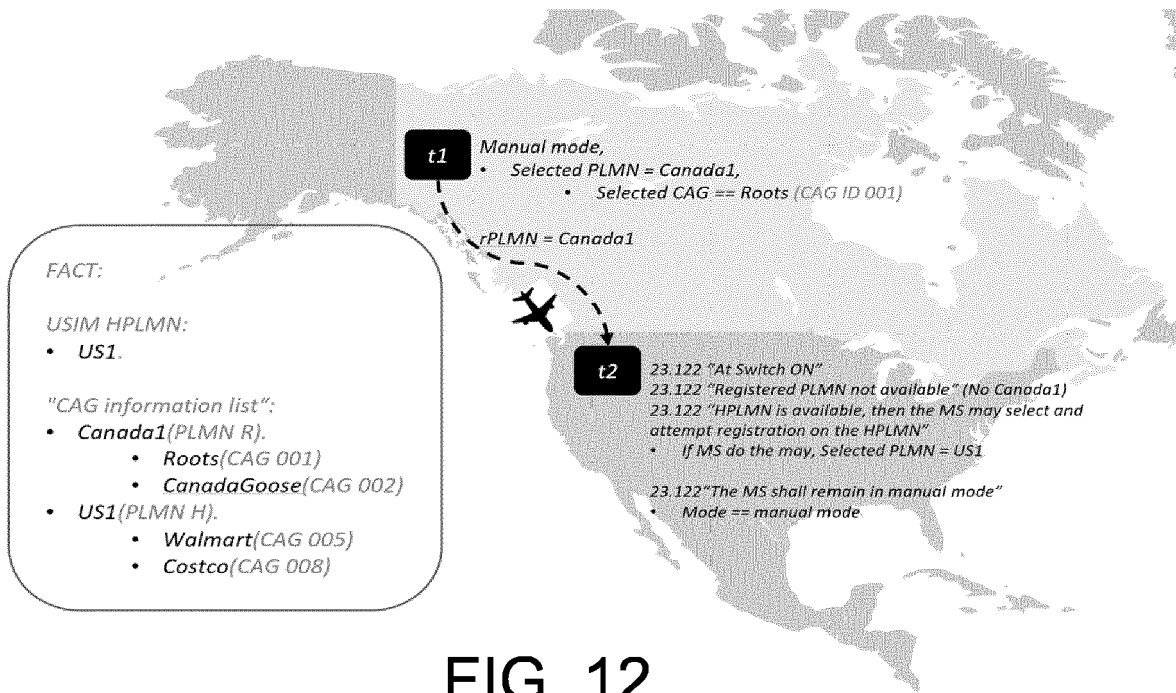 t1
Manual mode,
• Selected PLMN = Canada1,
• Selected CAG == Roots (CAG ID 001)
rPLMN = Canada1
FACT:
USIM HPLMN:
• US1.
"CAG information list“:
• Canada1(PLMN R).
• Roots(CAG 001)
• CanadaGoose(CAG 002)
• US1(PLMN H).
• Walmart(CAG 005)
• Costco(CAG 008)
t2
23.122 “At Switch ON”
23.122 “Registered PLMN not available” (No Canada1)
23.122 “HPLMN is available, then the MS may select and
attempt registration on the HPLMN”
• If MS do the may, Selected PLMN = US1
23.122“The MS shall remain in manual mode”
• Mode == manual mode
FIG. 12